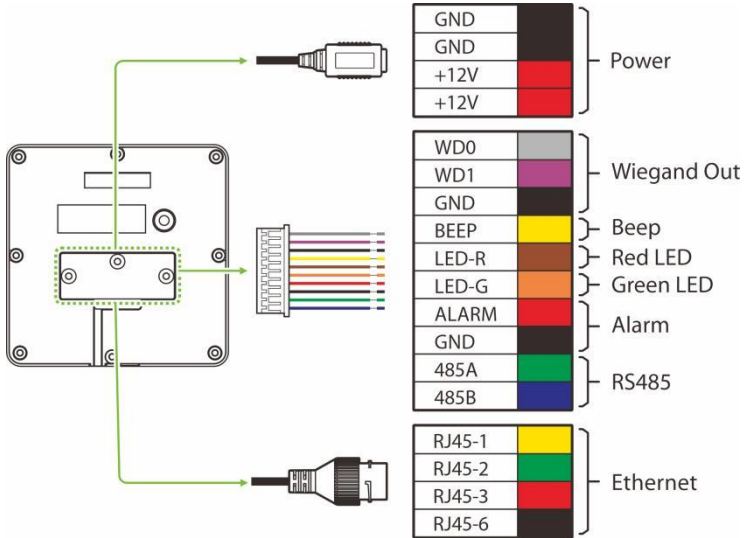 GND
GND
+12V
+12V
Power
WD0
WD1
GND
Wiegand Out
BEEP
Beep
LED-R
Red LED
LED-G
Green LED
ALARM
GND
Alarm
485A
485B
RS485
RJ45-1
RJ45-2
RJ45-3
RJ45-6
Ethernet